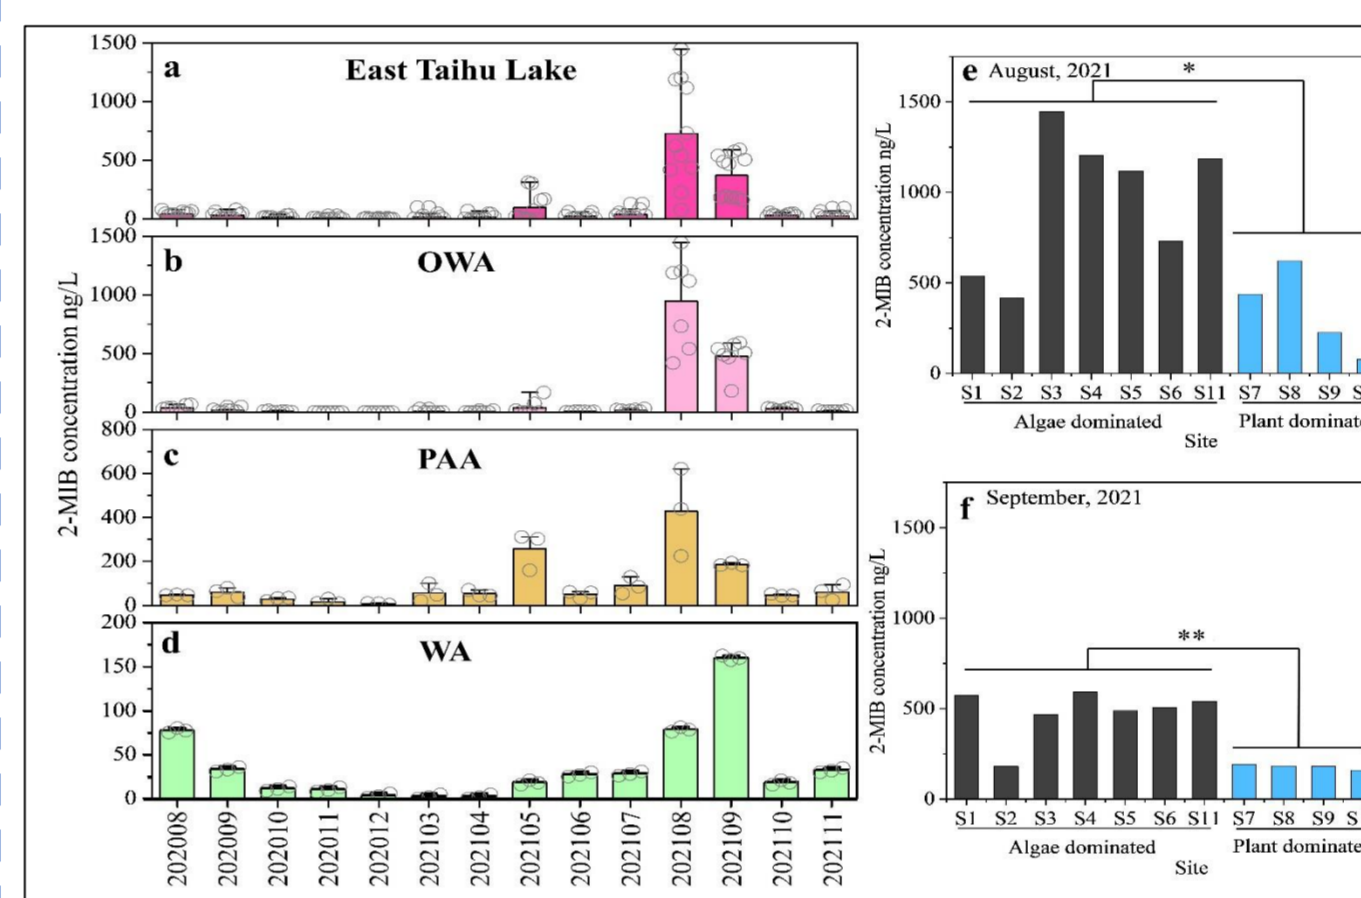 a East Taihu Lake
1500
1000
500
0
b OWA
1500
1000
500
0
c PAA
800
600
400
200
0
d WA
200
150
100
50
0
2-MIB concentration ng/L
202008 202009 202010 202011 202012 202103 202104 202105 202106 202107 202108 202109 202110 202111
e August, 2021 *
1500
1000
500
0
2-MIB concentration ng/L
S1 S2 S3 S4 S5 S6 S11 S7 S8 S9 S
Algae dominated Plant dominate
Site
f September, 2021
**
1500
1000
500
0
2-MIB concentration ng/L
S1 S2 S3 S4 S5 S6 S11 S7 S8 S9 S
Algae dominated Plant dominate
Site